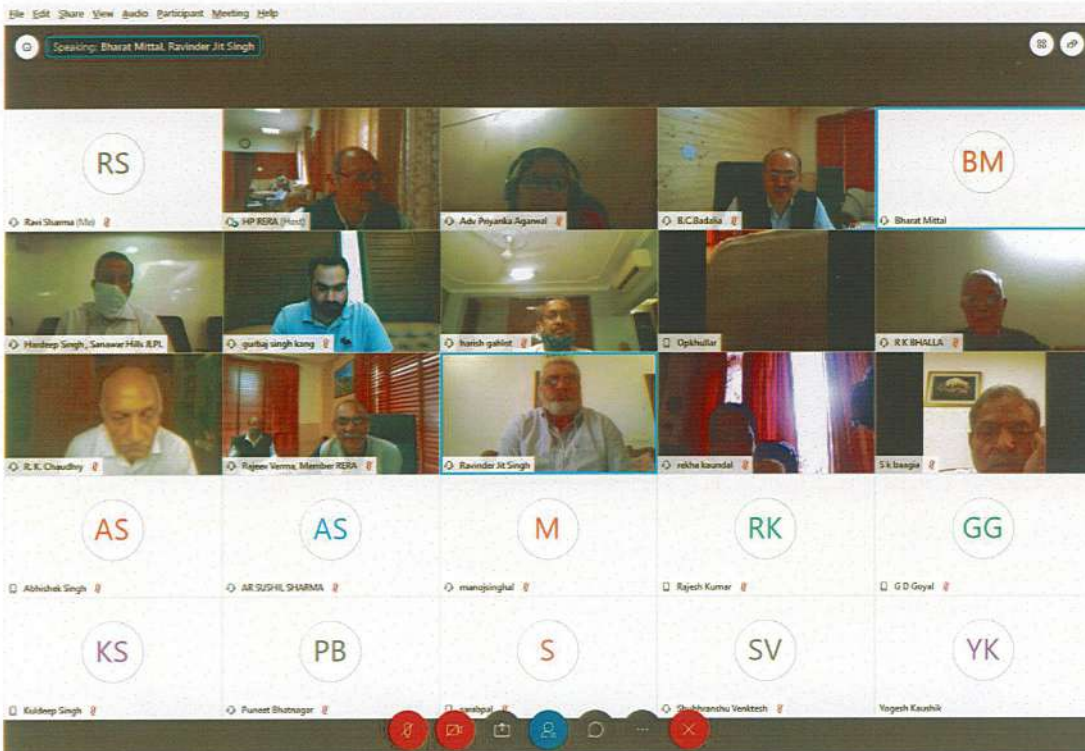 File Edit Share View Audio Participant Meeting Help
Speaking: Bharat Mittal, Ravinder Jit Singh
RS
BM
Ravi Sharma (Me)
HP RERA (Host)
Adv Priyanka Agarwal
B.C.Badalia
Bharat Mittal
Hardeep Singh , Sanawar Hills JLPL
gurbaj singh kang
harish gahlot
Opkhullar
R K BHALLA
R. K. Chaudhry
Rajeev Verma, Member RERA
Ravinder Jit Singh
rekha kaundal
S k baagia
AS
AS
M
RK
GG
Abhishek Singh
AR SUSHIL SHARMA
manojsinghal
Rajesh Kumar
G D Goyal
KS
PB
S
SV
YK
Kuldeep Singh
Puneet Bhatnagar
sarabpal
Shubhranshu Venktesh
Yogesh Kaushik